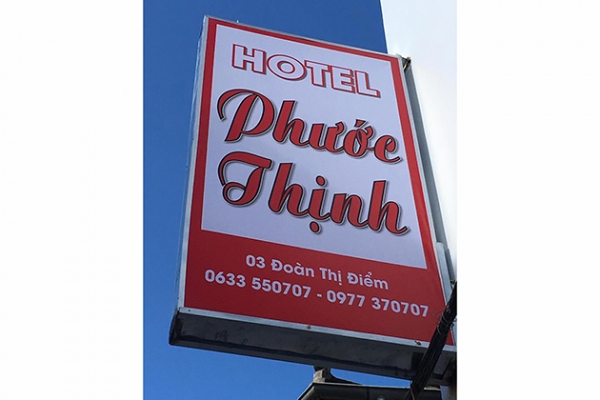 HOTEL
Phước
Thịnh
03 Đoàn Thị Điểm
0633 550707 - 0977 370707